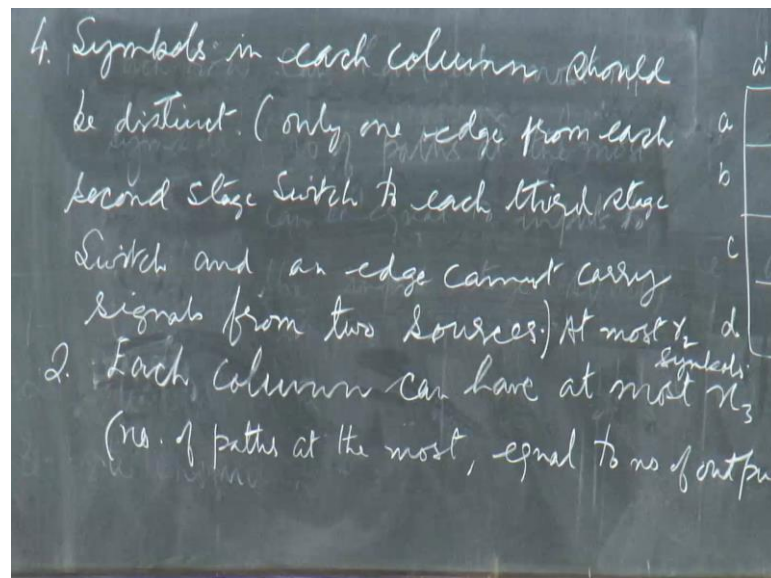 4. Symbols in each column should
be distinct. (only one edge from each
second stage switch to each third stage
switch and an edge cannot carry
signals from two sources.) At most r₂
symbols.
2. Each column can have at most n₃
(no. of paths at the most, equal to no of outpu
a'
a
b
c
d